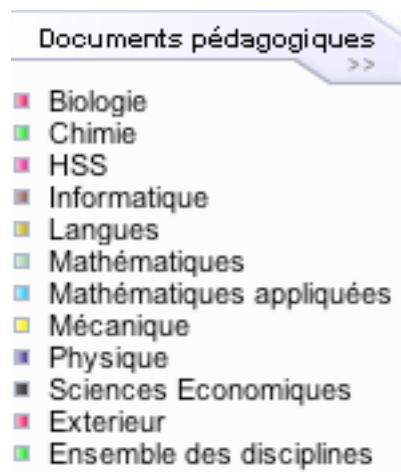 Documents pédagogiques
>>
Biologie
Chimie
HSS
Informatique
Langues
Mathématiques
Mathématiques appliquées
Mécanique
Physique
Sciences Economiques
Exterieur
Ensemble des disciplines